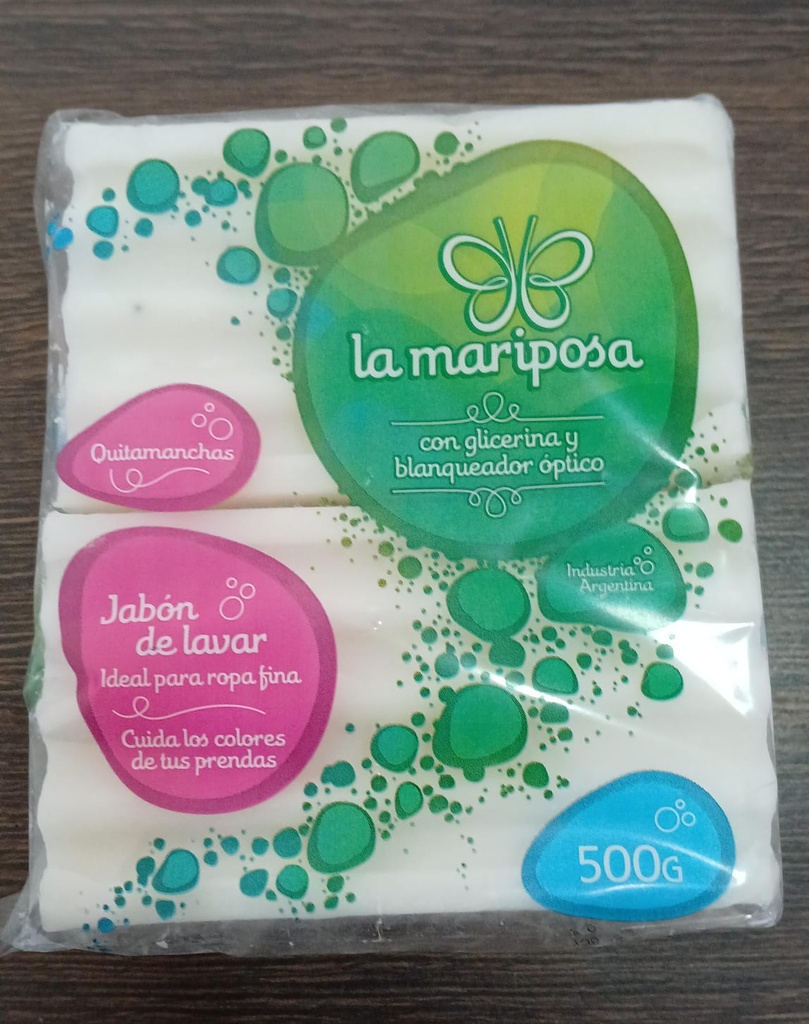 la mariposa
con glicerina y
blanqueador óptico
Quitamanchas
Industria
Argentina
Jabón
de lavar
Ideal para ropa fina
Cuida los colores
de tus prendas
500G